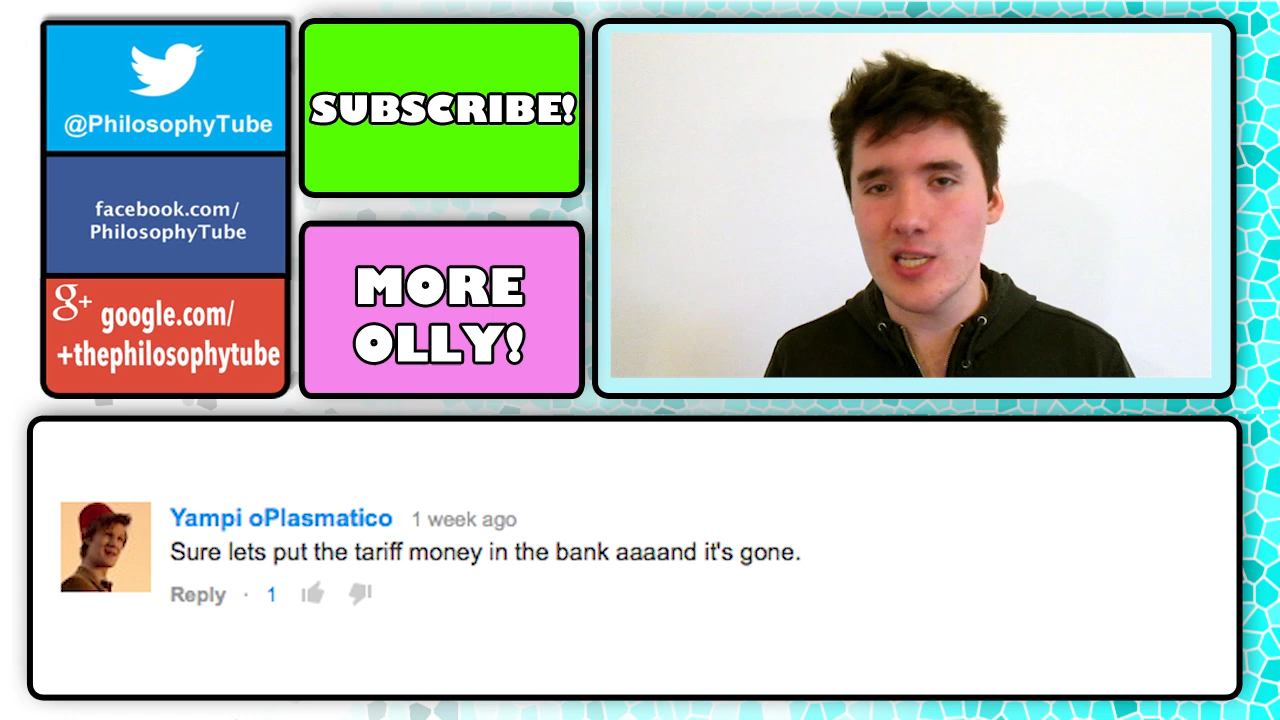 @PhilosophyTube
facebook.com/
PhilosophyTube
g+ google.com/
+thephilosophytube
SUBSCRIBE!
MORE
OLLY!
Yampi oPlasmatico 1 week ago
Sure lets put the tariff money in the bank aaaand it's gone.
Reply · 1